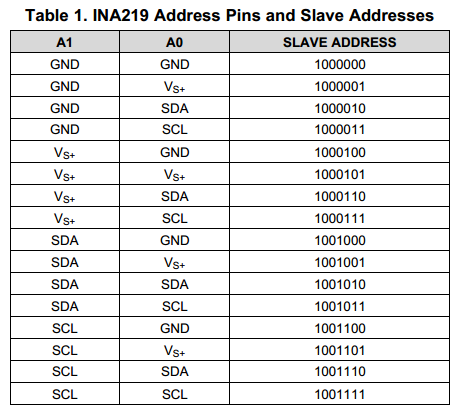 Table 1. INA219 Address Pins and Slave Addresses
A1 A0 SLAVE ADDRESS
GND GND 1000000
GND VS+ 1000001
GND SDA 1000010
GND SCL 1000011
VS+ GND 1000100
VS+ VS+ 1000101
VS+ SDA 1000110
VS+ SCL 1000111
SDA GND 1001000
SDA VS+ 1001001
SDA SDA 1001010
SDA SCL 1001011
SCL GND 1001100
SCL VS+ 1001101
SCL SDA 1001110
SCL SCL 1001111